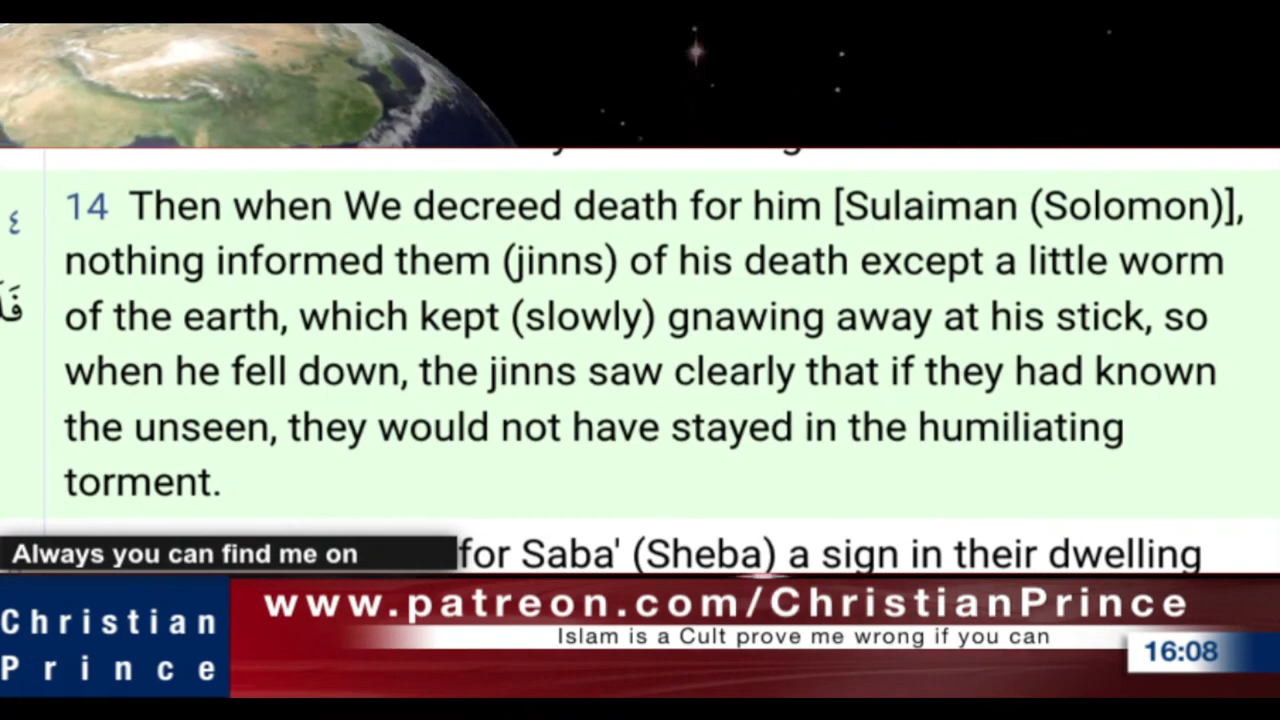 14 Then when We decreed death for him [Sulaiman (Solomon)],
nothing informed them (jinns) of his death except a little worm
of the earth, which kept (slowly) gnawing away at his stick, so
when he fell down, the jinns saw clearly that if they had known
the unseen, they would not have stayed in the humiliating
torment.
for Saba' (Sheba) a sign in their dwelling
Always you can find me on
Christian
Prince
www.patreon.com/ChristianPrince
Islam is a Cult prove me wrong if you can
16:08